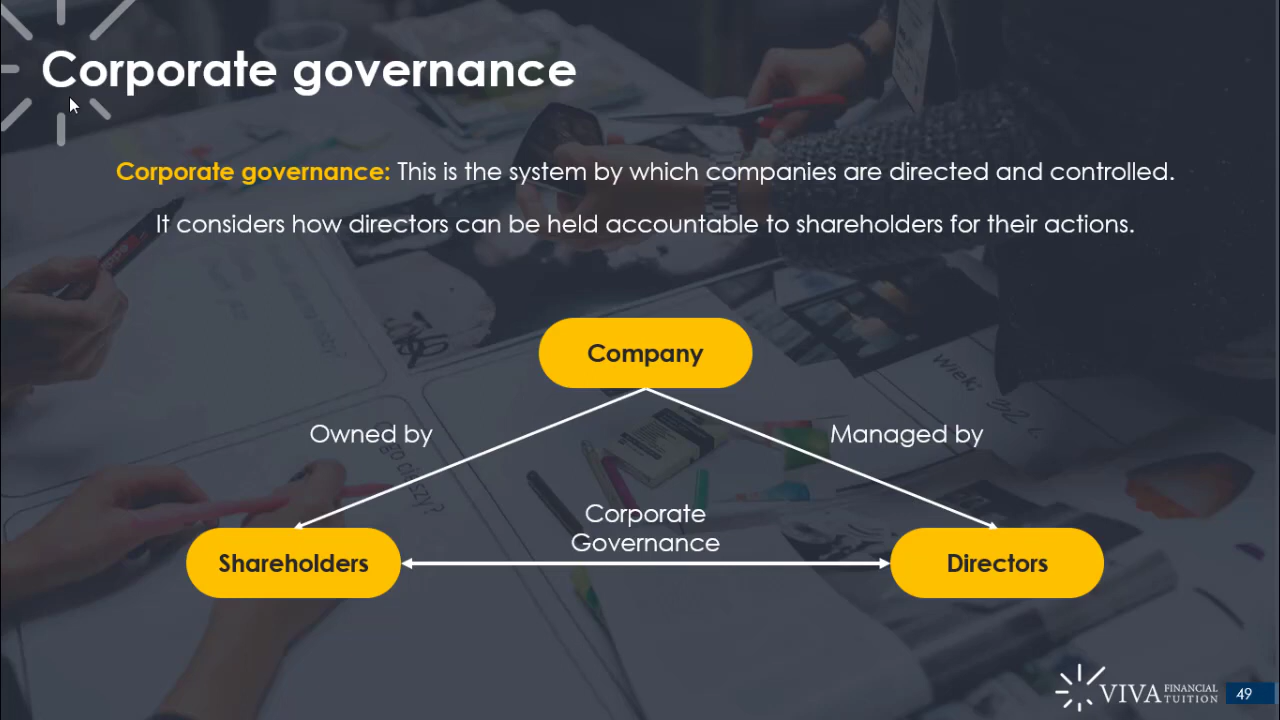 Corporate governance
Corporate governance: This is the system by which companies are directed and controlled.
It considers how directors can be held accountable to shareholders for their actions.
Company
Owned by
Managed by
Corporate
Governance
Shareholders
Directors
wiek: 32 l.
VIVA FINANCIAL TUITION
49